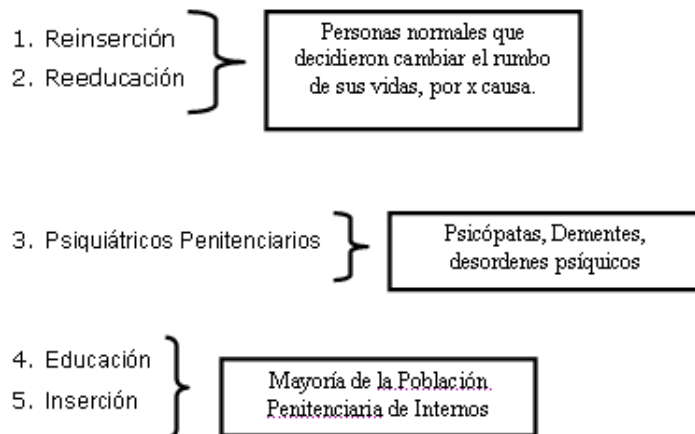 1. Reinserción
2. Reeducación
Personas normales que
decidieron cambiar el rumbo
de sus vidas, por x causa.
3. Psiquiátricos Penitenciarios
Psicópatas, Dementes,
desordenes psíquicos
4. Educación
5. Inserción
Mayoría de la Población
Penitenciaria de Internos